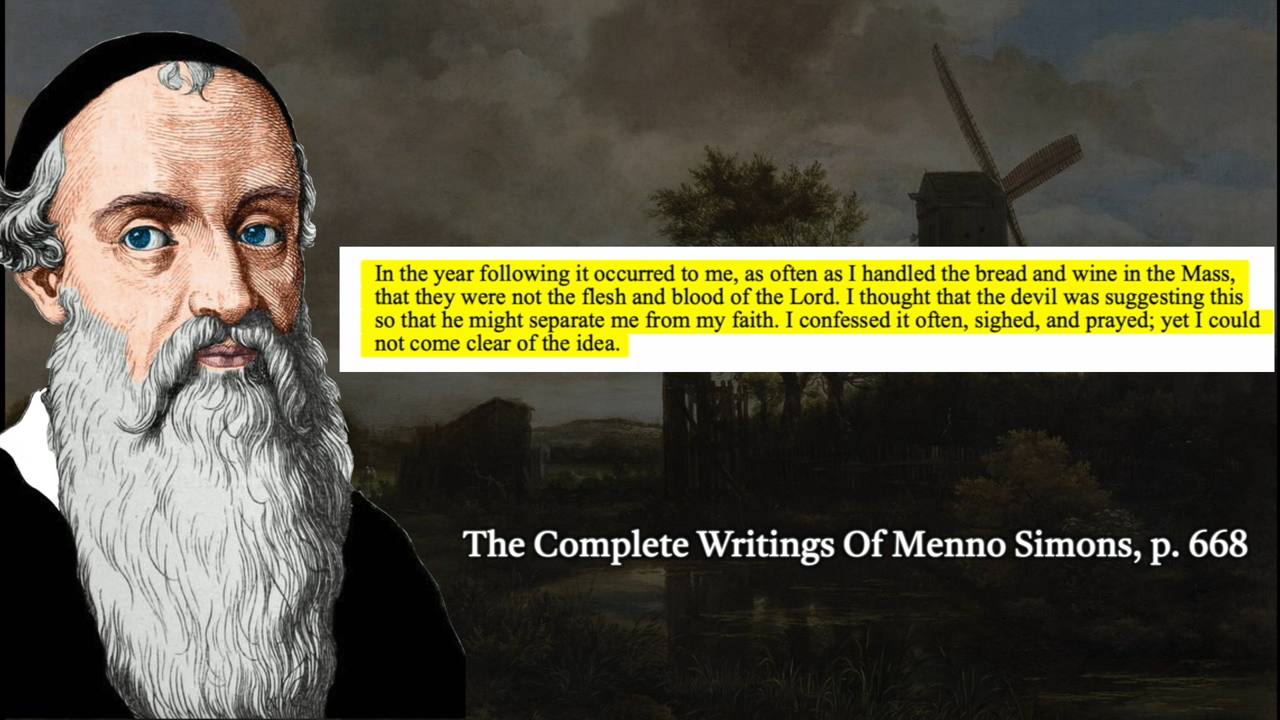 In the year following it occurred to me, as often as I handled the bread and wine in the Mass,
that they were not the flesh and blood of the Lord. I thought that the devil was suggesting this
so that he might separate me from my faith. I confessed it often, sighed, and prayed; yet I could
not come clear of the idea.
The Complete Writings Of Menno Simons, p. 668